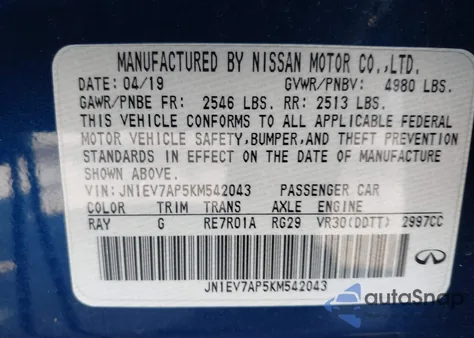 MANUFACTURED BY NISSAN MOTOR CO.,LTD.
DATE: 04/19 GVWR/PNBV: 4980 LBS.
GAWR/PNBE FR: 2546 LBS. RR: 2513 LBS.
THIS VEHICLE CONFORMS TO ALL APPLICABLE FEDERAL
MOTOR VEHICLE SAFETY,BUMPER,AND THEFT PREVENTION
STANDARDS IN EFFECT ON THE DATE OF MANUFACTURE
SHOWN ABOVE.
VIN: JN1EV7AP5KM542043 PASSENGER CAR
COLOR TRIM TRANS AXLE ENGINE
RAY G RE7R01A RG29 VR30(DDTT) 2997CC
JN1EV7AP5KM542043
autoSnap